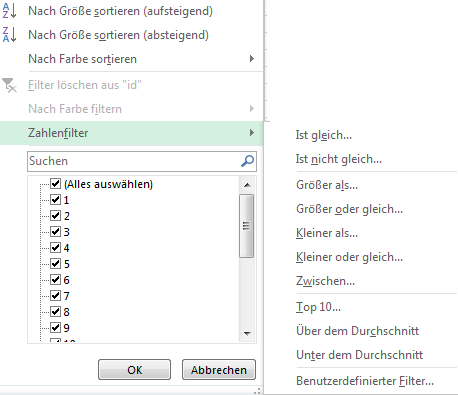 Nach Größe sortieren (aufsteigend)
Nach Größe sortieren (absteigend)
Nach Farbe sortieren
Filter löschen aus "id"
Nach Farbe filtern
Zahlenfilter
Suchen
(Alles auswählen)
1
2
3
4
5
6
7
8
9
OK
Abbrechen
Ist gleich...
Ist nicht gleich...
Größer als...
Größer oder gleich...
Kleiner als...
Kleiner oder gleich...
Zwischen...
Top 10...
Über dem Durchschnitt
Unter dem Durchschnitt
Benutzerdefinierter Filter...